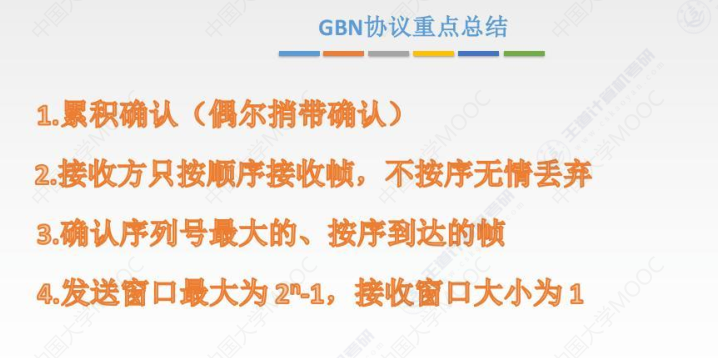 GBN协议重点总结
1.累积确认（偶尔捎带确认）
2.接收方只按顺序接收帧，不按序无情丢弃
3.确认序列号最大的、按序到达的帧
4.发送窗口最大为2ⁿ-1，接收窗口大小为1